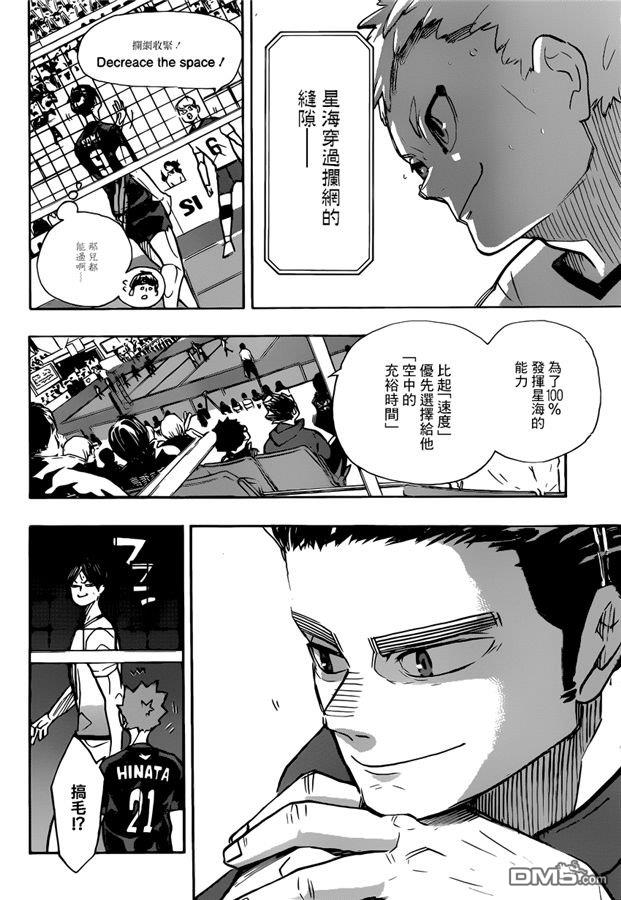 星海穿過攔網的
縫隙——
攔網收緊！
Decreace the space！
那兒都
能過啊～
為了100%
發揮星海的
能力
比起「速度」
優先選擇給他
「空中的
充裕時間」
フラ
HINATA
21
搞毛!?
DM5.com